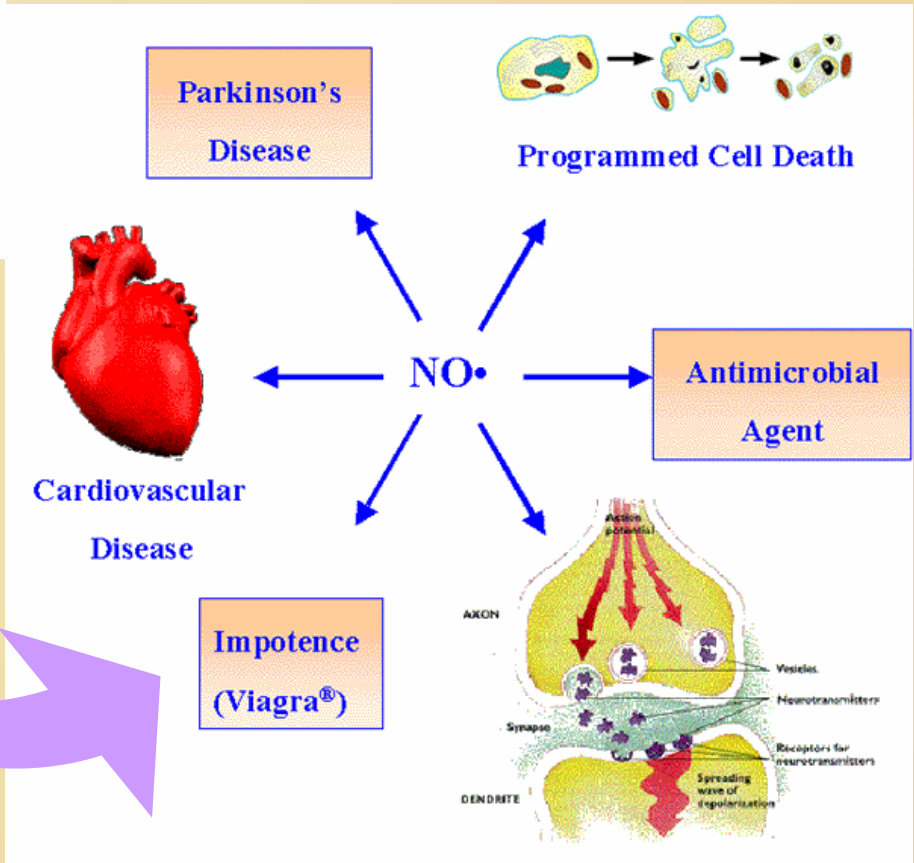 Parkinson's
Disease
Programmed Cell Death
NO•
Antimicrobial
Agent
Cardiovascular
Disease
Impotence
(Viagra®)
Action
potential
AXON
Vesicles
Neurotransmitters
Synapse
Receptors for
neurotransmitters
Spreading
wave of
depolarization
DENDRITE